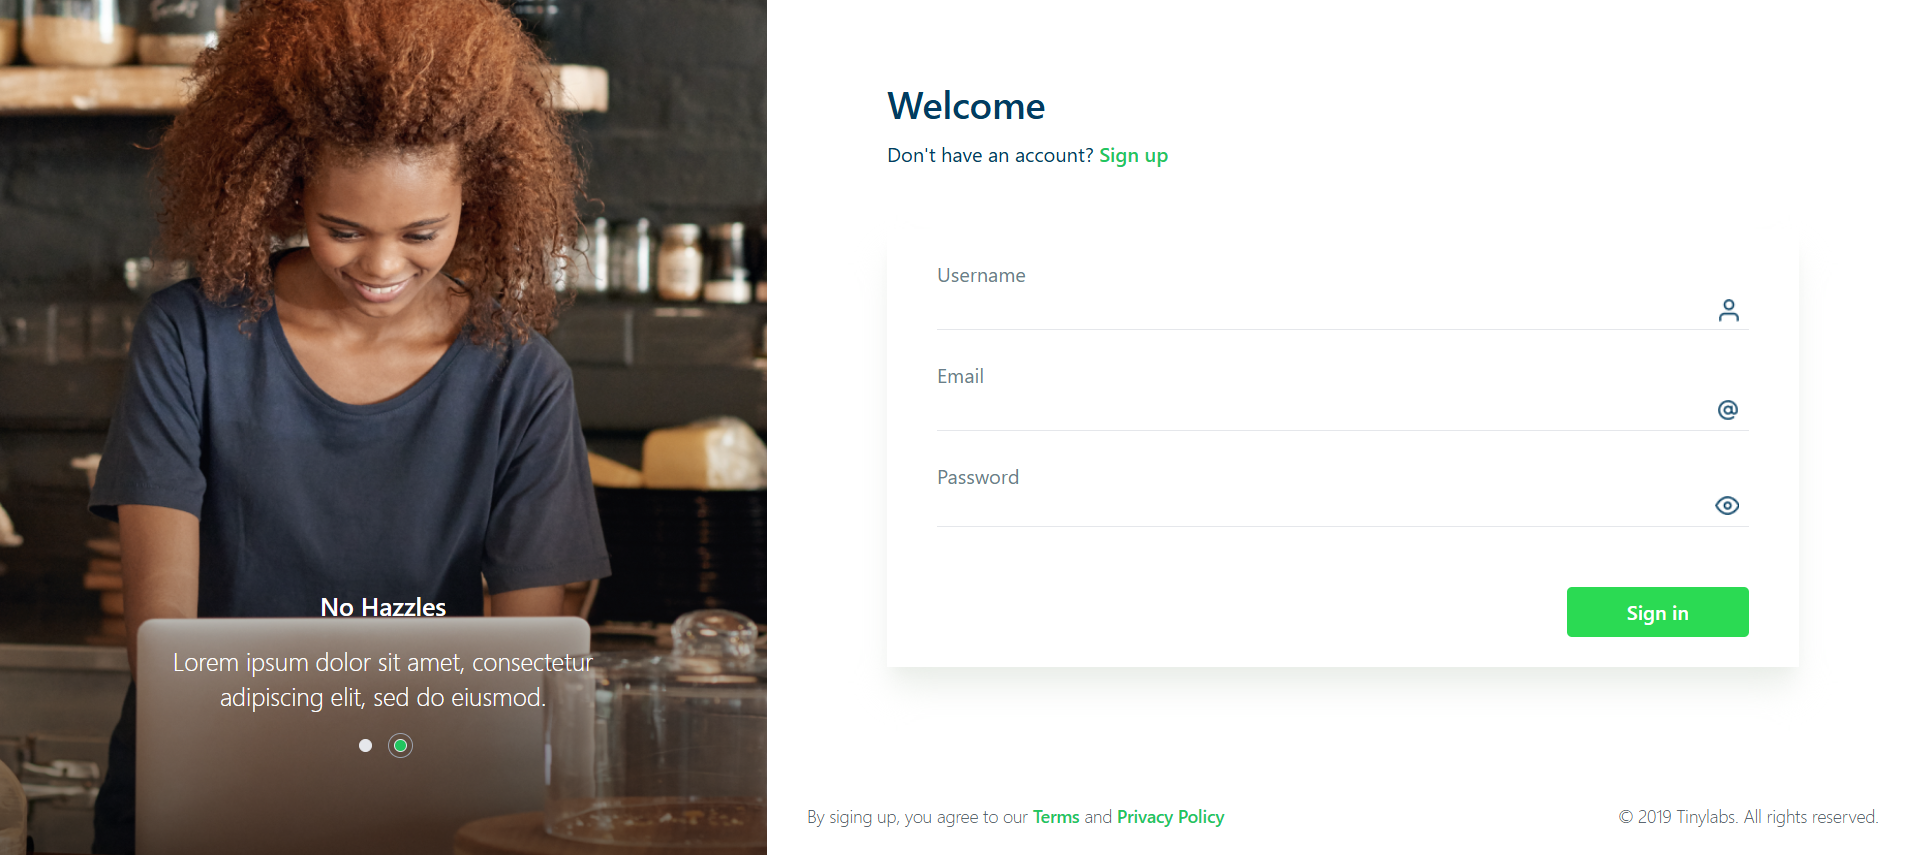 No Hazzles
Lorem ipsum dolor sit amet, consectetur
adipiscing elit, sed do eiusmod.
Welcome
Don't have an account? Sign up
Username
Email
@
Password
Sign in
By siging up, you agree to our Terms and Privacy Policy
© 2019 Tinylabs. All rights reserved.